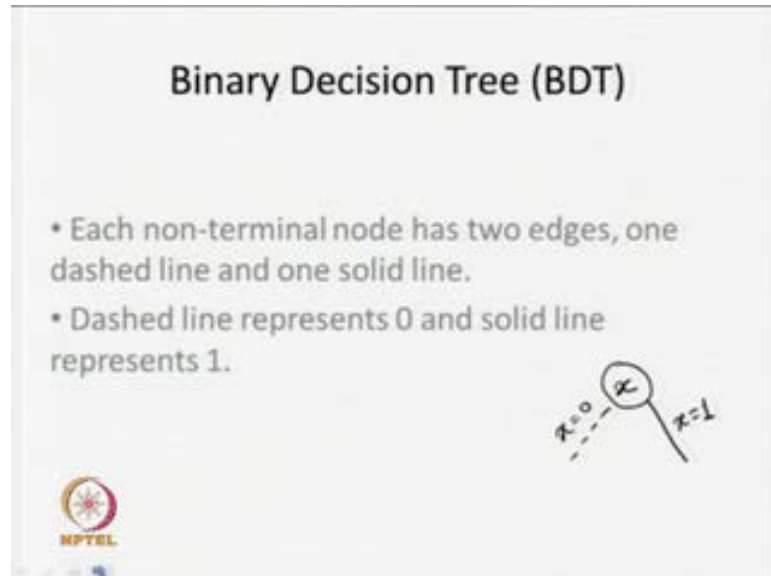 Binary Decision Tree (BDT)
• Each non-terminal node has two edges, one
dashed line and one solid line.
• Dashed line represents 0 and solid line
represents 1.
x
x=0
x=1
NPTEL